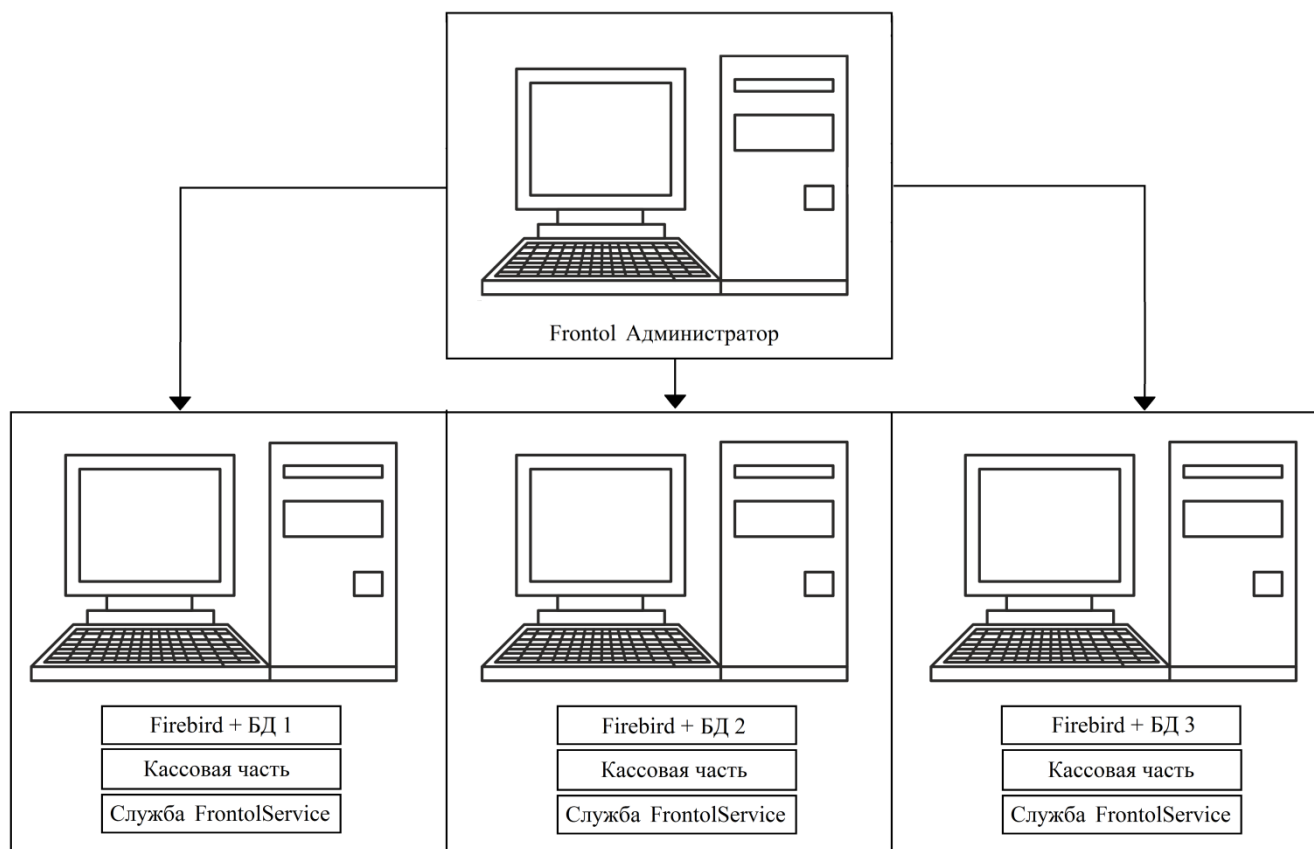 Frontol Администратор
Firebird + БД 1
Кассовая часть
Служба FrontolService
Firebird + БД 2
Кассовая часть
Служба FrontolService
Firebird + БД 3
Кассовая часть
Служба FrontolService